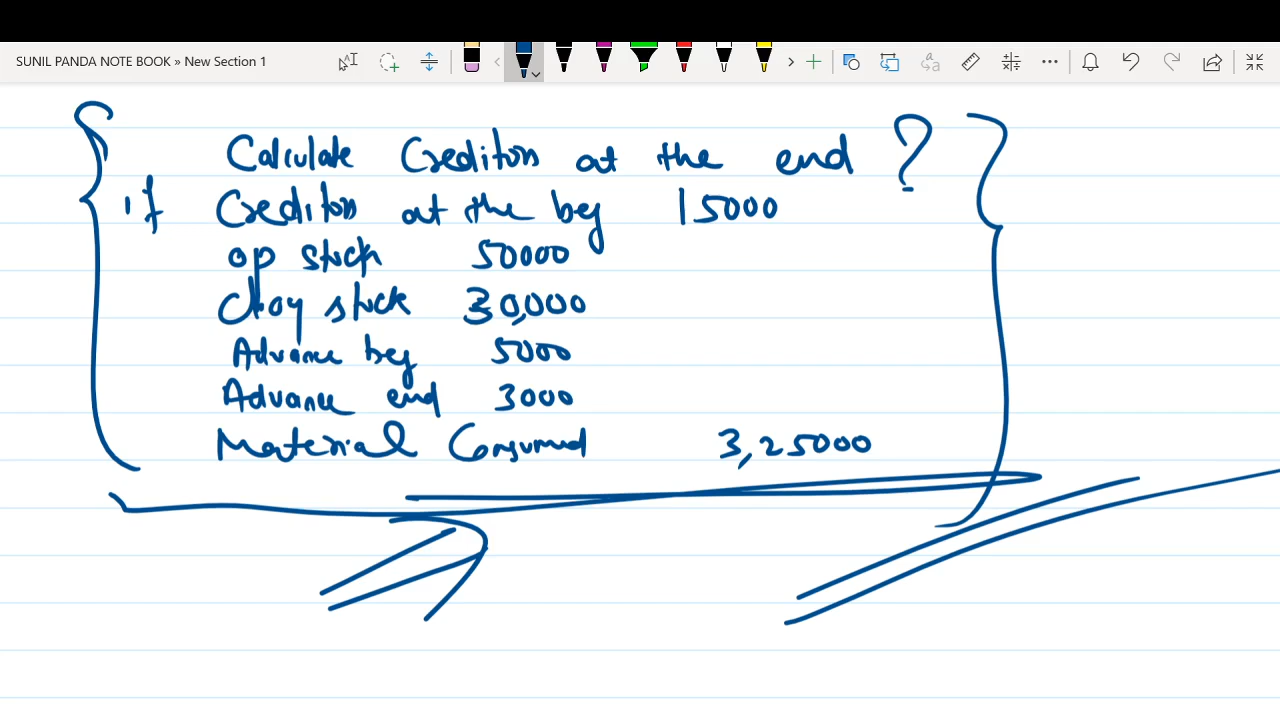 SUNIL PANDA NOTE BOOK » New Section 1
Calculate Creditors at the end ?
if Creditors at the beg 15000
op stock 50000
stock 30,000
Advance beg 5000
Advance end 3000
Material Consumed 3,25000